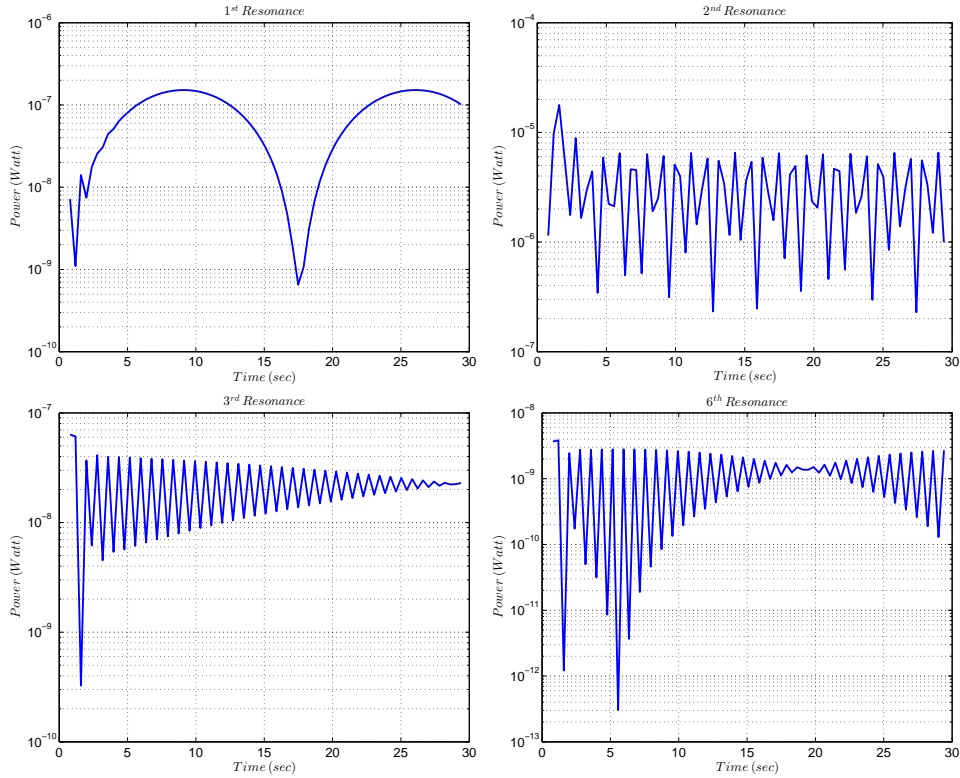 1st Resonance
10−6
10−7
10−8
10−9
10−10
Power (Watt)
0 5 10 15 20 25 30
Time (sec)
2nd Resonance
10−4
10−5
10−6
10−7
Power (Watt)
0 5 10 15 20 25 30
Time (sec)
3rd Resonance
10−7
10−8
10−9
10−10
Power (Watt)
0 5 10 15 20 25 30
Time (sec)
6th Resonance
10−8
10−9
10−10
10−11
10−12
10−13
Power (Watt)
0 5 10 15 20 25 30
Time (sec)